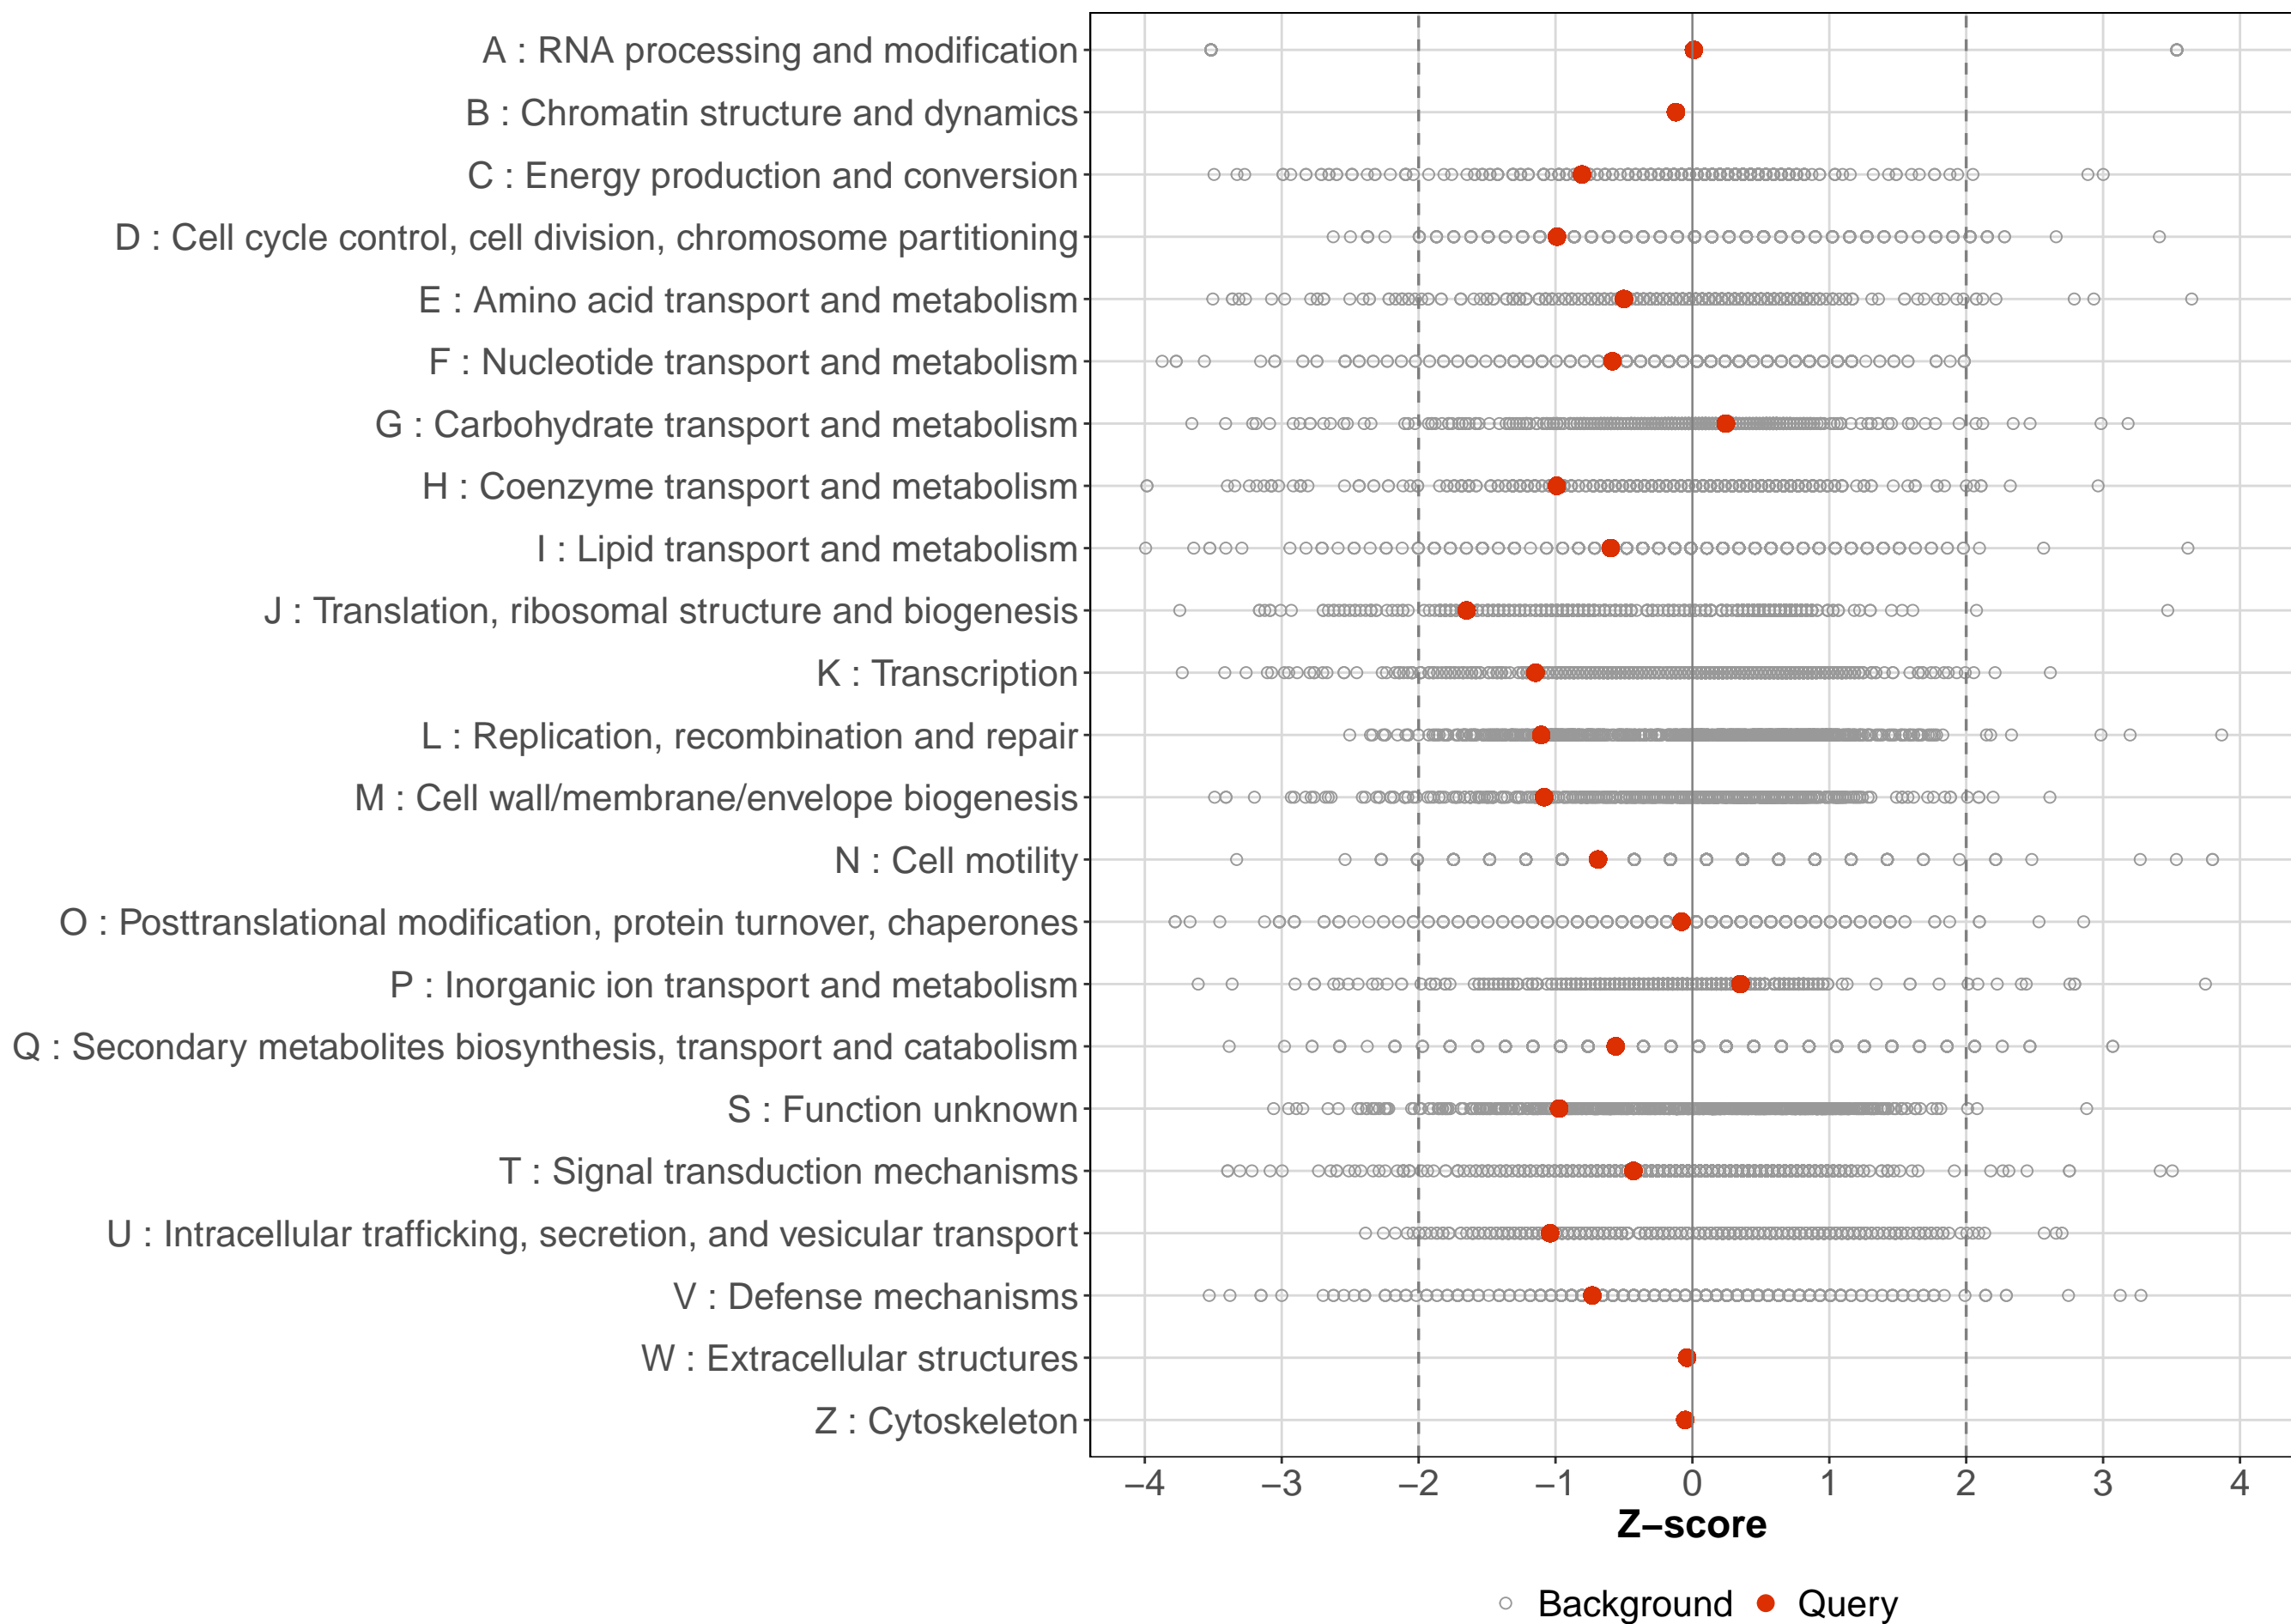 A : RNA processing and modification
B : Chromatin structure and dynamics
C : Energy production and conversion
D : Cell cycle control, cell division, chromosome partitioning
E : Amino acid transport and metabolism
F : Nucleotide transport and metabolism
G : Carbohydrate transport and metabolism
H : Coenzyme transport and metabolism
I : Lipid transport and metabolism
J : Translation, ribosomal structure and biogenesis
K : Transcription
L : Replication, recombination and repair
M : Cell wall/membrane/envelope biogenesis
N : Cell motility
O : Posttranslational modification, protein turnover, chaperones
P : Inorganic ion transport and metabolism
Q : Secondary metabolites biosynthesis, transport and catabolism
S : Function unknown
T : Signal transduction mechanisms
U : Intracellular trafficking, secretion, and vesicular transport
V : Defense mechanisms
W : Extracellular structures
Z : Cytoskeleton
−4 −3 −2 −1 0 1 2 3 4
Z−score
Background Query